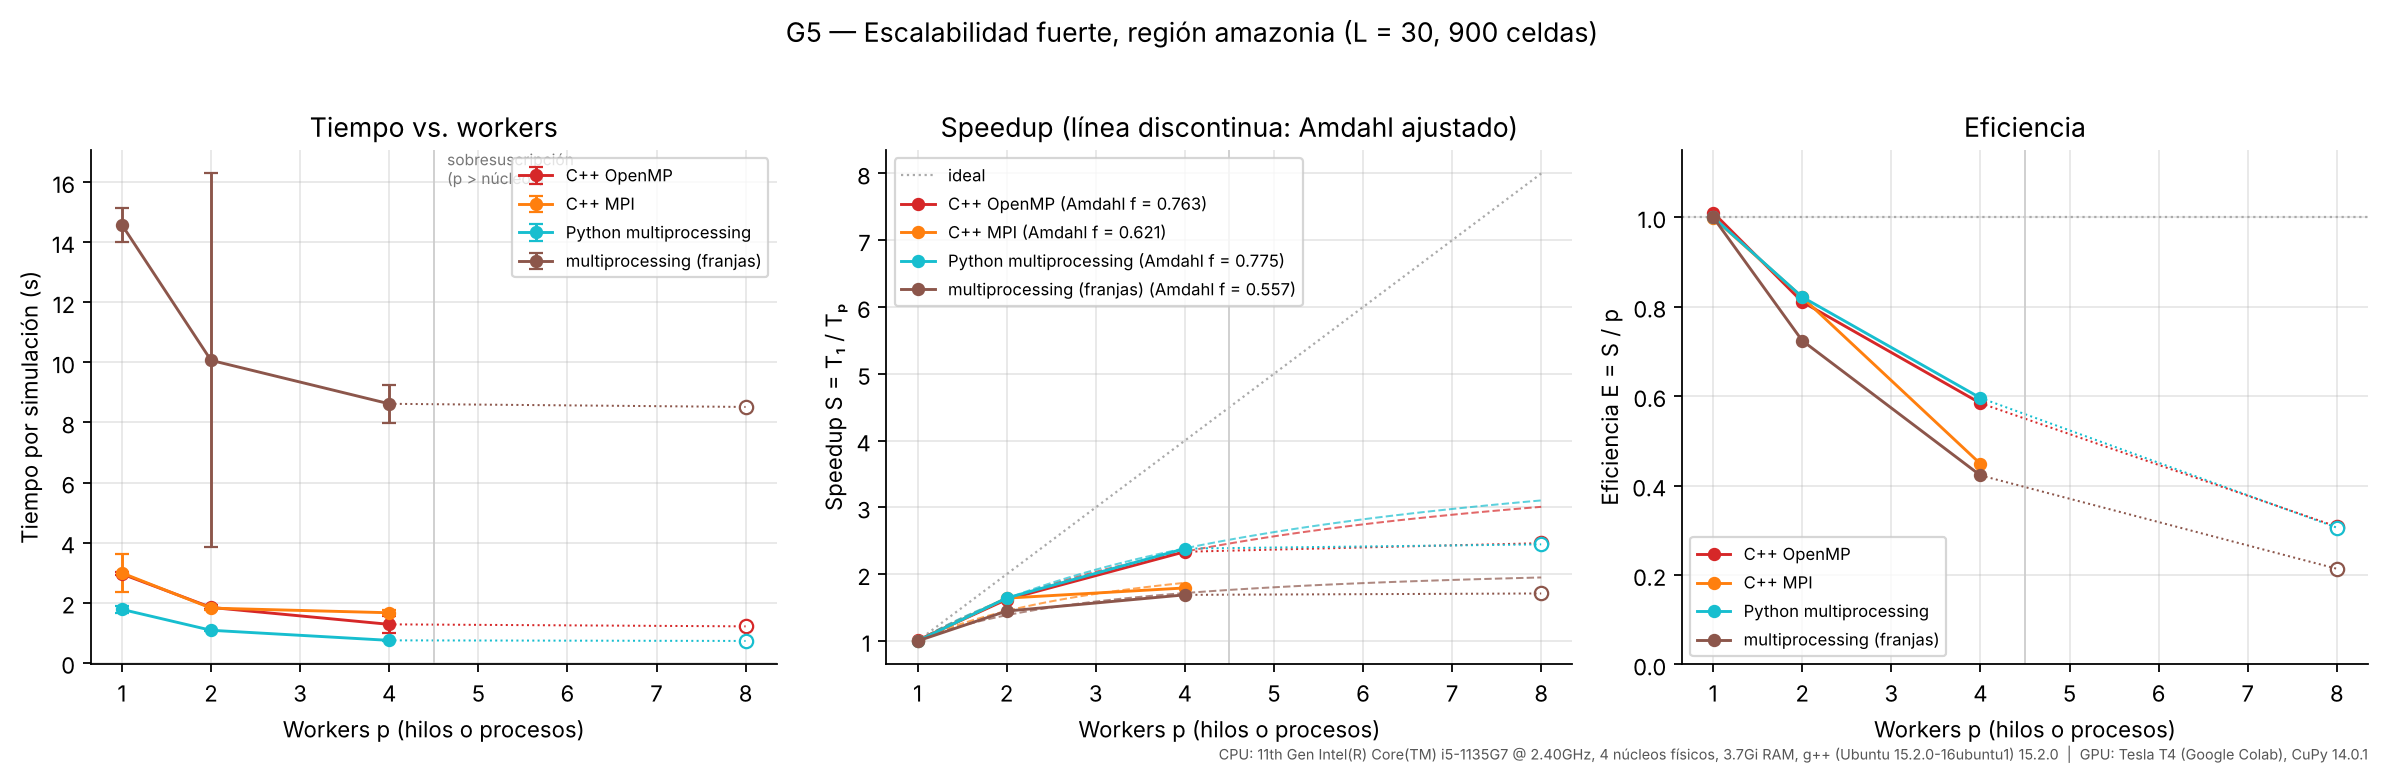 G5 — Escalabilidad fuerte, región amazonia (L = 30, 900 celdas)
Tiempo vs. workers
Tiempo por simulación (s)
16
14
12
10
8
6
4
2
0
sobresuscripción
(p > núcle
C++ OpenMP
C++ MPI
Python multiprocessing
multiprocessing (franjas)
1 2 3 4 5 6 7 8
Workers p (hilos o procesos)
Speedup (línea discontinua: Amdahl ajustado)
Speedup S = T₁ / Tₚ
8
7
6
5
4
3
2
1
ideal
C++ OpenMP (Amdahl f = 0.763)
C++ MPI (Amdahl f = 0.621)
Python multiprocessing (Amdahl f = 0.775)
multiprocessing (franjas) (Amdahl f = 0.557)
1 2 3 4 5 6 7 8
Workers p (hilos o procesos)
Eficiencia
Eficiencia E = S / p
1.0
0.8
0.6
0.4
0.2
0.0
C++ OpenMP
C++ MPI
Python multiprocessing
multiprocessing (franjas)
1 2 3 4 5 6 7 8
Workers p (hilos o procesos)
CPU: 11th Gen Intel(R) Core(TM) i5-1135G7 @ 2.40GHz, 4 núcleos físicos, 3.7Gi RAM, g++ (Ubuntu 15.2.0-16ubuntu1) 15.2.0 | GPU: Tesla T4 (Google Colab), CuPy 14.0.1